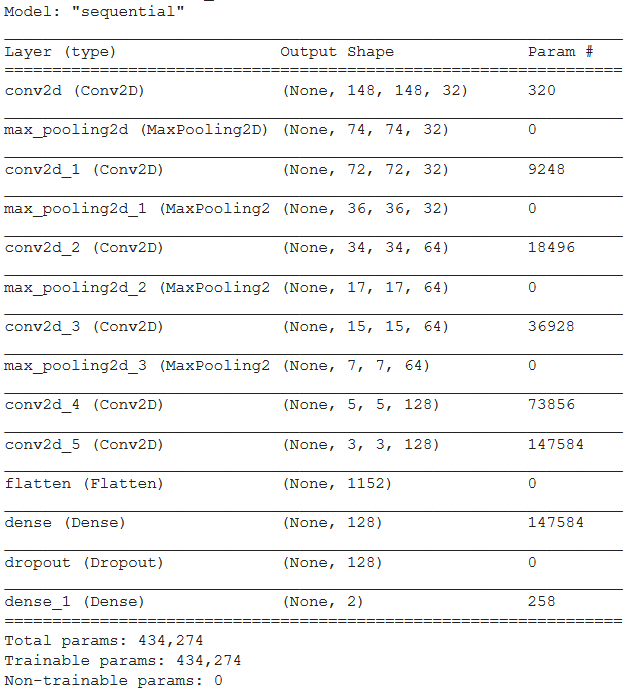 Model: "sequential"
Layer (type) Output Shape Param #
=================================================================
conv2d (Conv2D) (None, 148, 148, 32) 320
max_pooling2d (MaxPooling2D) (None, 74, 74, 32) 0
conv2d_1 (Conv2D) (None, 72, 72, 32) 9248
max_pooling2d_1 (MaxPooling2 (None, 36, 36, 32) 0
conv2d_2 (Conv2D) (None, 34, 34, 64) 18496
max_pooling2d_2 (MaxPooling2 (None, 17, 17, 64) 0
conv2d_3 (Conv2D) (None, 15, 15, 64) 36928
max_pooling2d_3 (MaxPooling2 (None, 7, 7, 64) 0
conv2d_4 (Conv2D) (None, 5, 5, 128) 73856
conv2d_5 (Conv2D) (None, 3, 3, 128) 147584
flatten (Flatten) (None, 1152) 0
dense (Dense) (None, 128) 147584
dropout (Dropout) (None, 128) 0
dense_1 (Dense) (None, 2) 258
=================================================================
Total params: 434,274
Trainable params: 434,274
Non-trainable params: 0